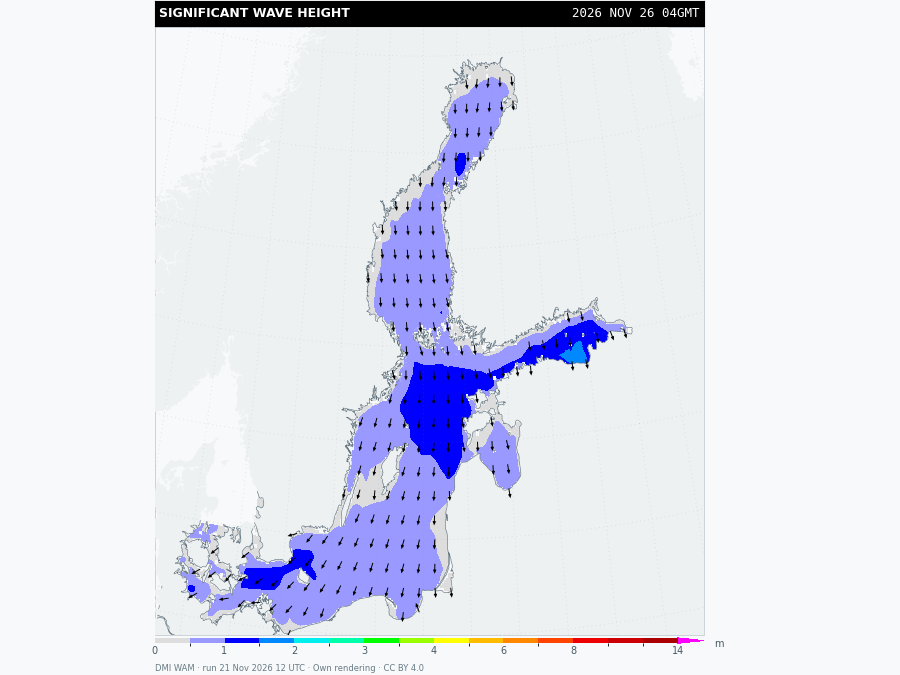 SIGNIFICANT WAVE HEIGHT 2026 NOV 26 04GMT
0 1 2 3 4 6 8 14 m
DMI WAM · run 21 Nov 2026 12 UTC · Own rendering · CC BY 4.0